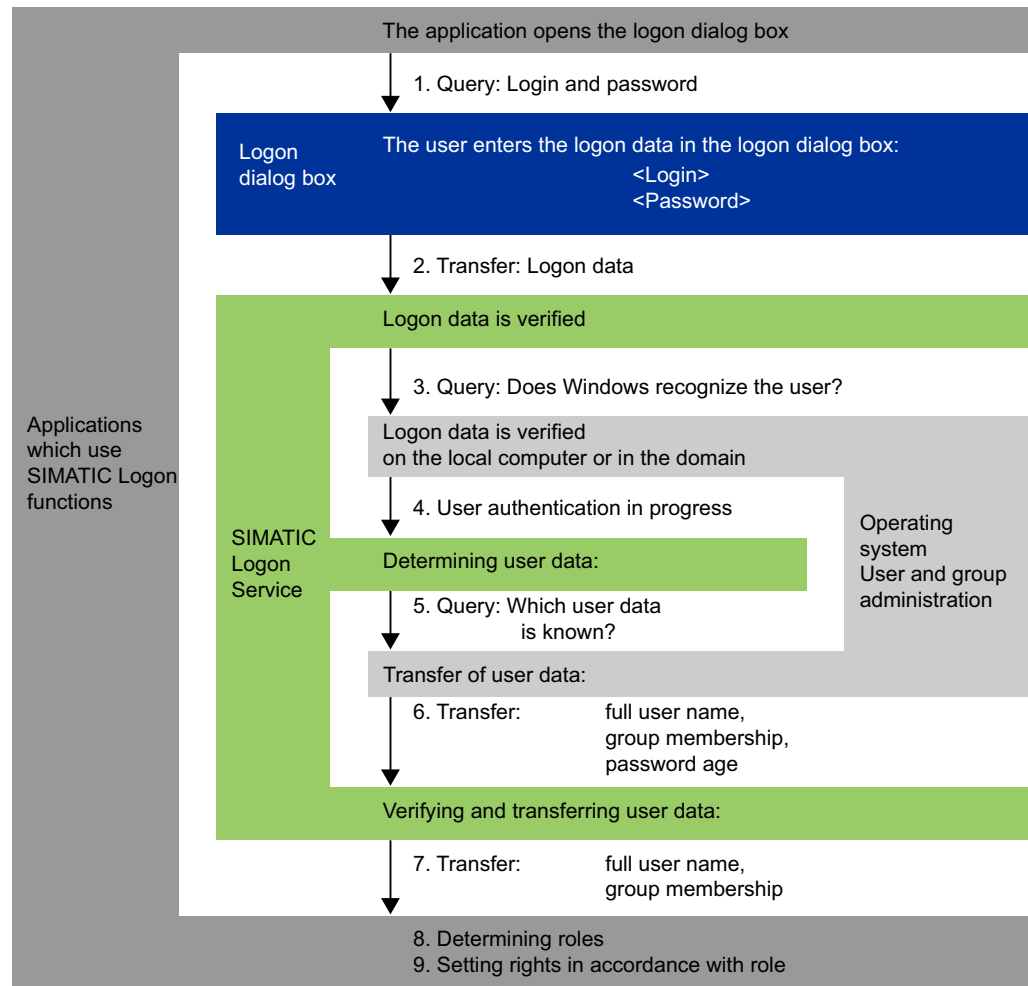 The application opens the logon dialog box
1. Query: Login and password
Logon
dialog box
The user enters the logon data in the logon dialog box:
<Login>
<Password>
2. Transfer: Logon data
Logon data is verified
3. Query: Does Windows recognize the user?
Applications
which use
SIMATIC Logon
functions
Logon data is verified
on the local computer or in the domain
4. User authentication in progress
Operating
system
User and group
administration
SIMATIC
Logon
Service
Determining user data:
5. Query: Which user data
is known?
Transfer of user data:
6. Transfer: full user name,
group membership,
password age
Verifying and transferring user data:
7. Transfer: full user name,
group membership
8. Determining roles
9. Setting rights in accordance with role